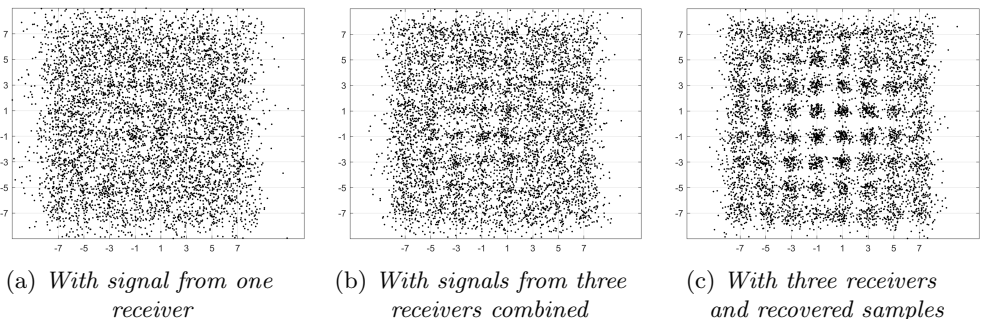 7
5
3
1
-1
-3
-5
-7
-7 -5 -3 -1 1 3 5 7
(a) With signal from one
receiver
7
5
3
1
-1
-3
-5
-7
-7 -5 -3 -1 1 3 5 7
(b) With signals from three
receivers combined
7
5
3
1
-1
-3
-5
-7
-7 -5 -3 -1 1 3 5 7
(c) With three receivers
and recovered samples